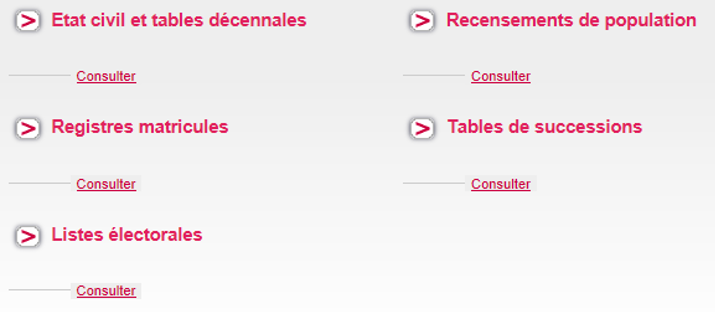 Etat civil et tables décennales
Recensements de population
Consulter
Consulter
Registres matricules
Tables de successions
Consulter
Consulter
Listes électorales
Consulter